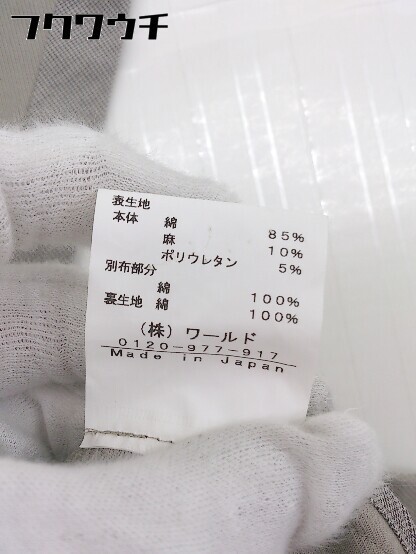 フクワウチ
表生地
本体 綿 85%
麻 10%
ポリウレタン 5%
別布部分
綿 100%
裏生地 綿 100%
(株) ワールド
0120-977-917
Made in Japan